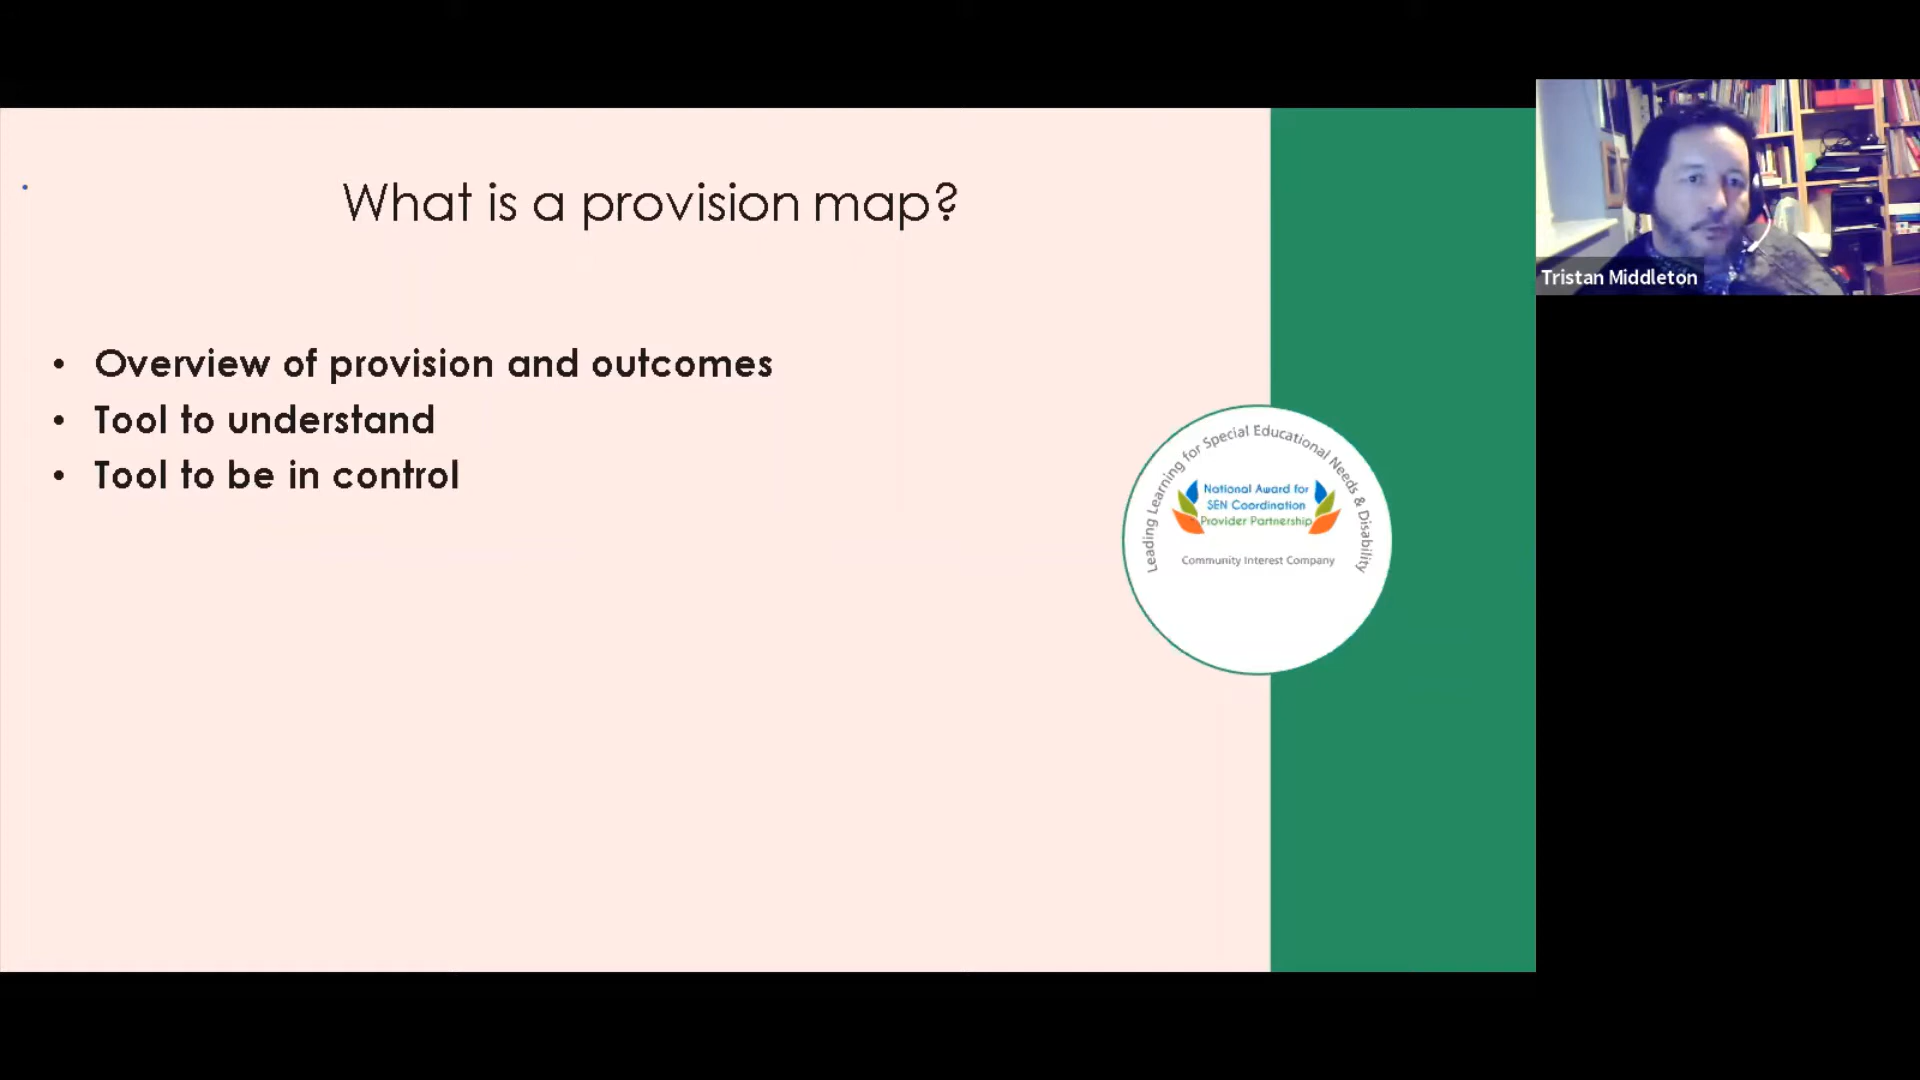 What is a provision map?
• Overview of provision and outcomes
• Tool to understand
• Tool to be in control
Leading Learning for Special Educational Needs & Disability
National Award for
SEN Coordination
Provider Partnership
Community Interest Company
Tristan Middleton